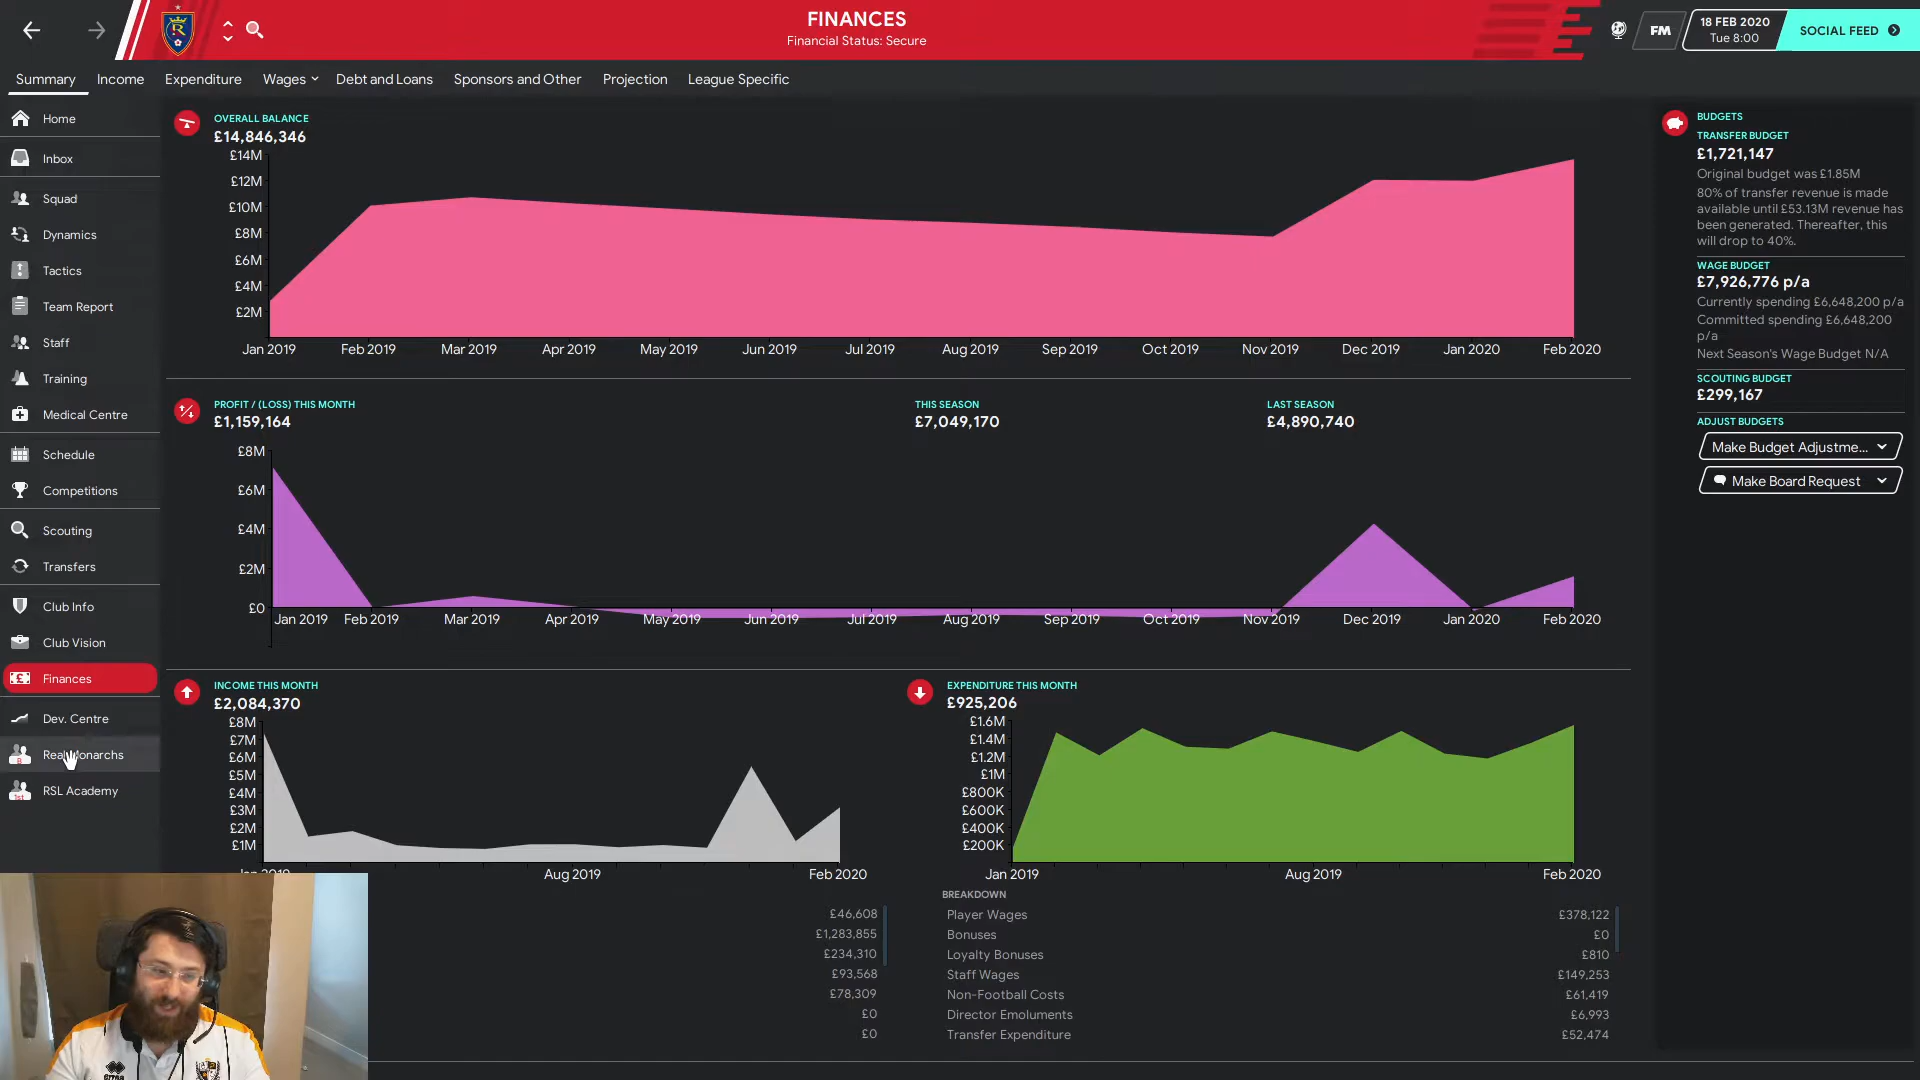 FINANCES
Financial Status: Secure
FM
18 FEB 2020
Tue 8:00
SOCIAL FEED
Summary
Income
Expenditure
Wages
Debt and Loans
Sponsors and Other
Projection
League Specific
Home
Inbox
Squad
Dynamics
Tactics
Team Report
Staff
Training
Medical Centre
Schedule
Competitions
Scouting
Transfers
Club Info
Club Vision
Finances
Dev. Centre
RSL Academy
OVERALL BALANCE
£14,846,346
£14M
£12M
£10M
£8M
£6M
£4M
£2M
Jan 2019 Feb 2019 Mar 2019 Apr 2019 May 2019 Jun 2019 Jul 2019 Aug 2019 Sep 2019 Oct 2019 Nov 2019 Dec 2019 Jan 2020 Feb 2020
PROFIT / (LOSS) THIS MONTH
£1,159,164
THIS SEASON
£7,049,170
LAST SEASON
£4,890,740
£8M
£6M
£4M
£2M
£0
Jan 2019 Feb 2019 Mar 2019 Apr 2019 May 2019 Jun 2019 Jul 2019 Aug 2019 Sep 2019 Oct 2019 Nov 2019 Dec 2019 Jan 2020 Feb 2020
INCOME THIS MONTH
£2,084,370
£8M
£7M
£6M
£5M
£4M
£3M
£2M
£1M
Aug 2019 Feb 2020
£46,608
£1,283,855
£234,310
£93,568
£78,309
£0
£0
EXPENDITURE THIS MONTH
£925,206
£1.6M
£1.4M
£1.2M
£1M
£800K
£600K
£400K
£200K
Jan 2019 Aug 2019 Feb 2020
BREAKDOWN
Player Wages £378,122
Bonuses £0
Loyalty Bonuses £810
Staff Wages £149,253
Non-Football Costs £61,419
Director Emoluments £6,993
Transfer Expenditure £52,474
BUDGETS
TRANSFER BUDGET
£1,721,147
Original budget was £1.85M
80% of transfer revenue is made
available until £53.13M revenue has
been generated. Thereafter, this
will drop to 40%.
WAGE BUDGET
£7,926,776 p/a
Currently spending £6,648,200 p/a
Committed spending £6,648,200
p/a
Next Season's Wage Budget N/A
SCOUTING BUDGET
£299,167
ADJUST BUDGETS
Make Budget Adjustme...
Make Board Request